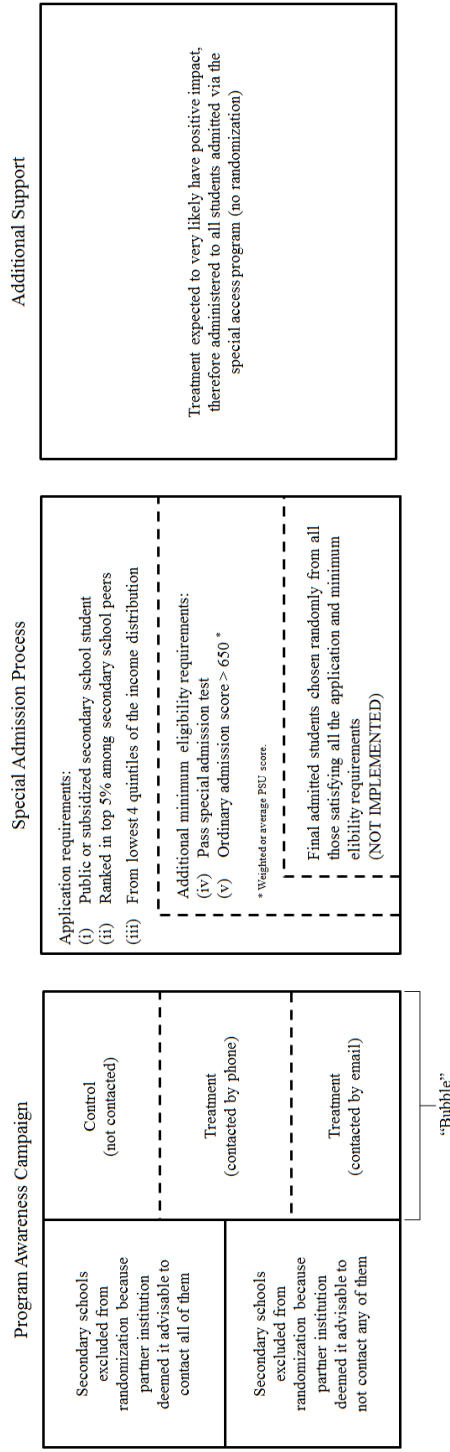 Program Awareness Campaign
Secondary schools
excluded from
randomization because
partner institution
deemed it advisable to
contact all of them
Secondary schools
excluded from
randomization because
partner institution
deemed it advisable to
not contact any of them
Control
(not contacted)
Treatment
(contacted by phone)
Treatment
(contacted by email)
“Bubble”
Special Admission Process
Application requirements:
(i) Public or subsidized secondary school student
(ii) Ranked in top 5% among secondary school peers
(iii) From lowest 4 quintiles of the income distribution
Additional minimum eligibility requirements:
(iv) Pass special admission test
(v) Ordinary admission score > 650 *
* Weighted or average PSU score.
Final admitted students chosen randomly from all
those satisfying all the application and minimum
elibility requirements
(NOT IMPLEMENTED)
Additional Support
Treatment expected to very likely have positive impact,
therefore administered to all students admitted via the
special access program (no randomization)